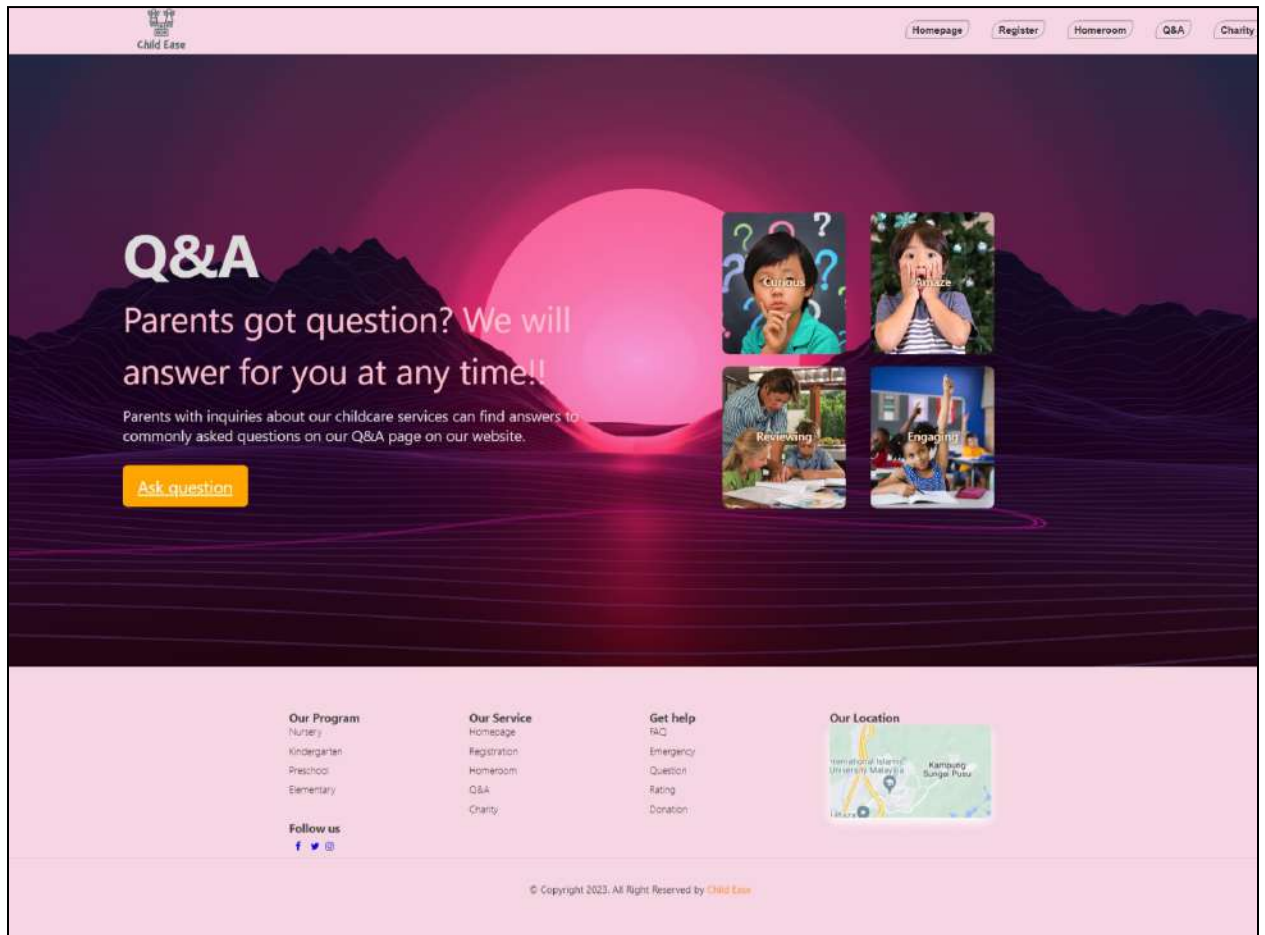 Child Ease
Homepage
Register
Homeroom
Q&A
Charity
Q&A
Parents got question? We will
answer for you at any time!!
Parents with inquiries about our childcare services can find answers to
commonly asked questions on our Q&A page on our website.
Ask question
Curious
Amaze
Reviewing
Engaging
Our Program
Nursery
Kindergarten
Preschool
Elementary
Follow us
Our Service
Homepage
Registration
Homeroom
Q&A
Charity
Get help
FAQ
Emergency
Question
Rating
Donation
Our Location
International Islamic
University Malaysia
Kampung
Sungai Pusu
© Copyright 2023. All Right Reserved by Child Ease